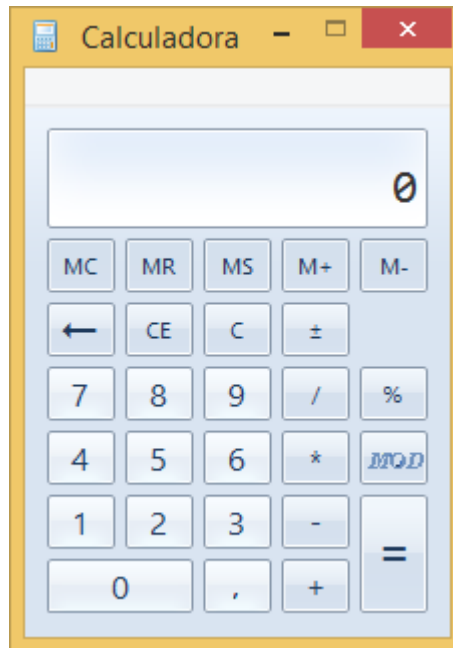 Calculadora
0
MC MR MS M+ M-
← CE C ±
7 8 9 / %
4 5 6 * MOD
1 2 3 - =
0 , +